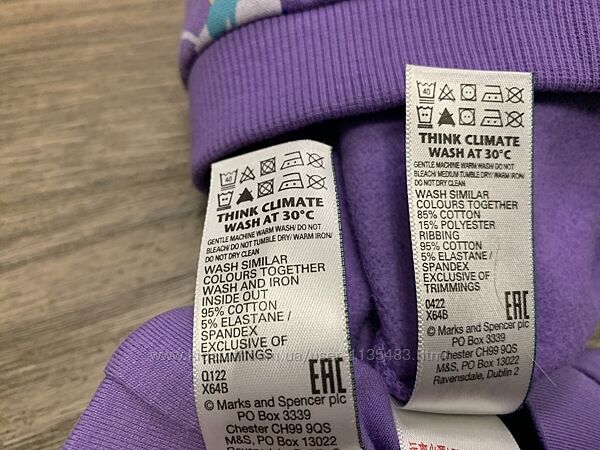 40
THINK CLIMATE
WASH AT 30°C
GENTLE MACHINE WARM WASH/ DO NOT
BLEACH/ DO NOT TUMBLE DRY/ WARM IRON/
DO NOT DRY CLEAN
WASH SIMILAR
COLOURS TOGETHER
WASH AND IRON
INSIDE OUT
95% COTTON
5% ELASTANE /
SPANDEX
EXCLUSIVE OF
TRIMMINGS
Q122
X64B
EAC
© Marks and Spencer plc
PO Box 3339
Chester CH99 9QS
M&S, PO Box 13022
Ravensdale, Dublin 2
40
THINK CLIMATE
WASH AT 30°C
GENTLE MACHINE WARM WASH/ DO NOT
BLEACH/ MEDIUM TUMBLE DRY/ WARM IRON/
DO NOT DRY CLEAN
WASH SIMILAR
COLOURS TOGETHER
85% COTTON
15% POLYESTER
RIBBING
95% COTTON
5% ELASTANE /
SPANDEX
EXCLUSIVE OF
TRIMMINGS
0422
X64B
EAC
© Marks and Spencer plc
PO Box 3339
Chester CH99 9QS
M&S, PO Box 13022
Ravensdale, Dublin 2